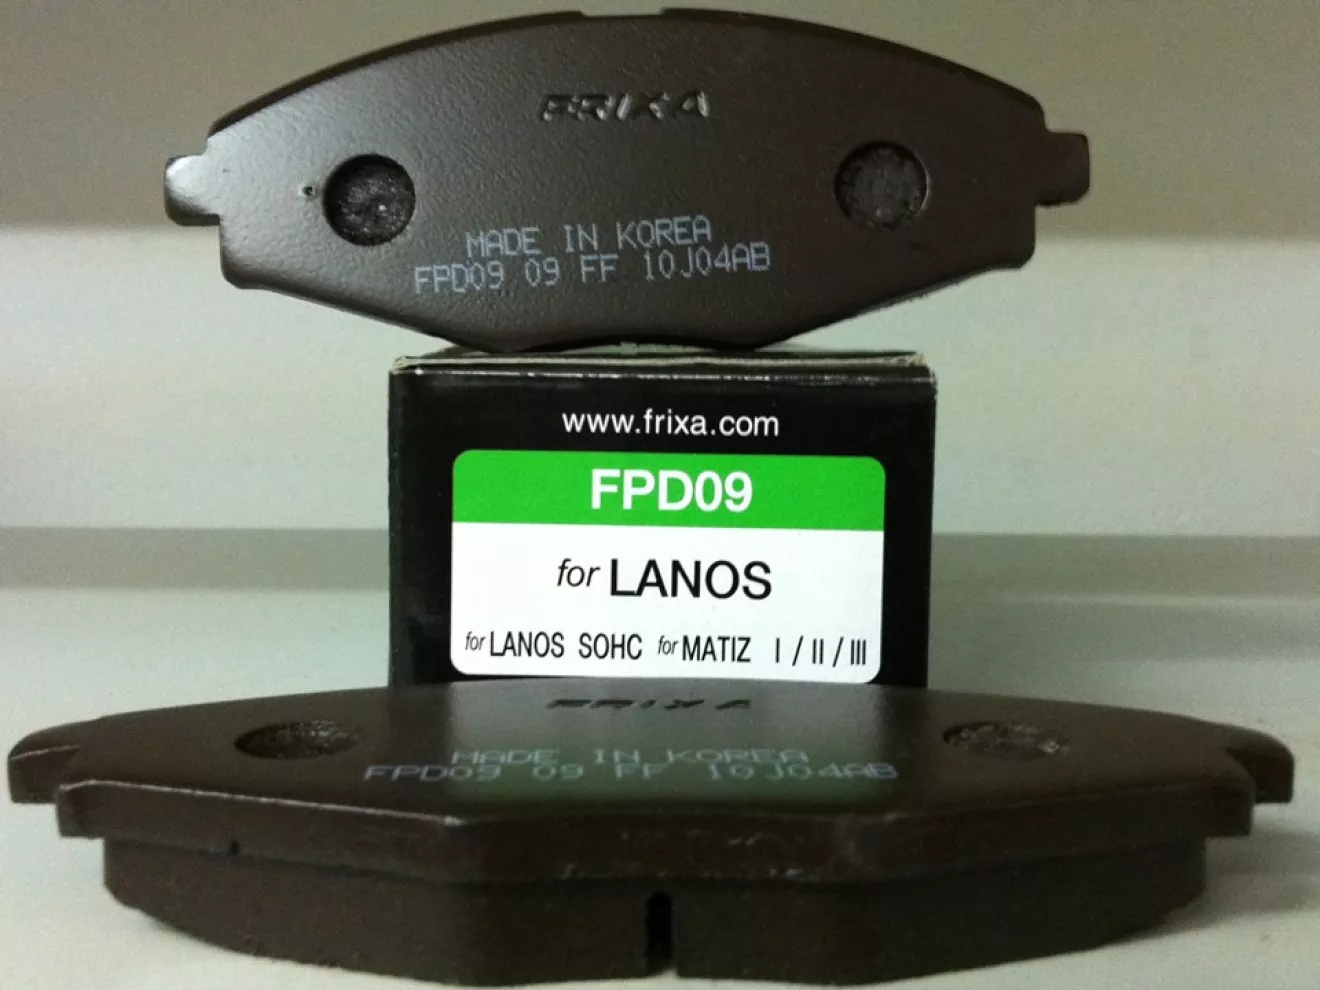 FRIXA
MADE IN KOREA
FPD09 09 FF 10J04AB
www.frixa.com
FPD09
for LANOS
for LANOS SOHC for MATIZ I / II / III
FRIXA
MADE IN KOREA
FPD09 09 FF 10J04AB